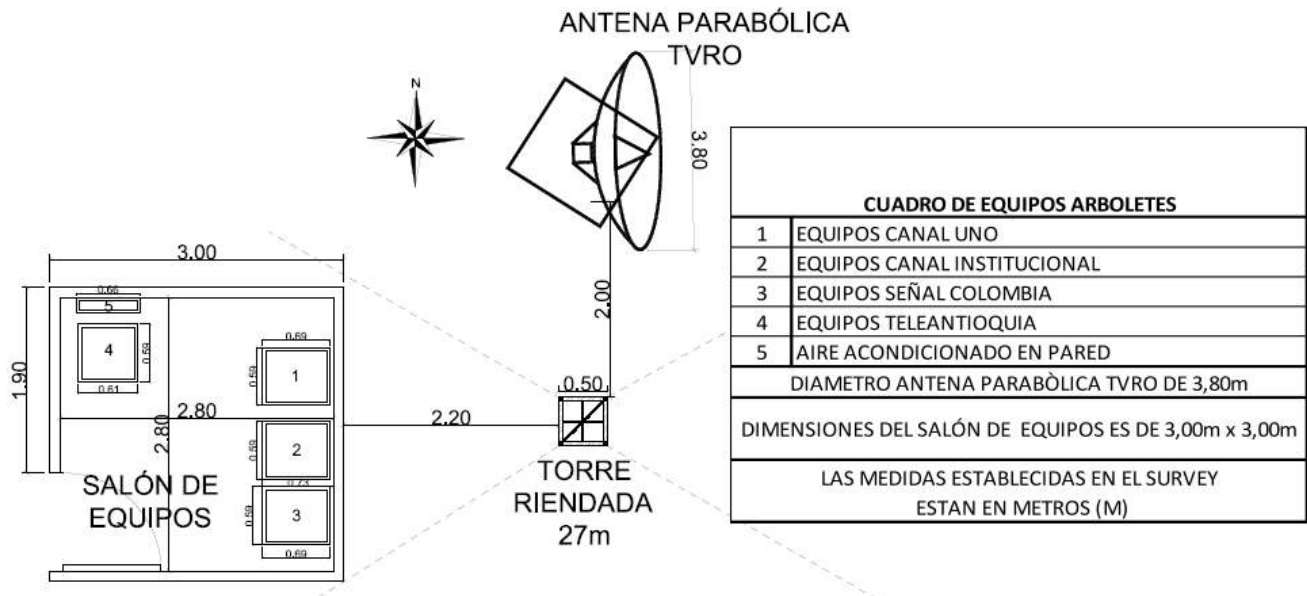 ANTENA PARABÓLICA
TVRO
N
3.80
3.00
0.66
5
4
0.59
0.61
1.90
0.69
0.59
1
2.80
2.80
0.59
2
0.73
0.59
3
0.69
SALÓN DE
EQUIPOS
2.20
2.00
0.50
TORRE
RIENDADA
27m
CUADRO DE EQUIPOS ARBOLETES
1 EQUIPOS CANAL UNO
2 EQUIPOS CANAL INSTITUCIONAL
3 EQUIPOS SEÑAL COLOMBIA
4 EQUIPOS TELEANTIOQUIA
5 AIRE ACONDICIONADO EN PARED
DIAMETRO ANTENA PARABÒLICA TVRO DE 3,80m
DIMENSIONES DEL SALÓN DE EQUIPOS ES DE 3,00m x 3,00m
LAS MEDIDAS ESTABLECIDAS EN EL SURVEY
ESTAN EN METROS (M)